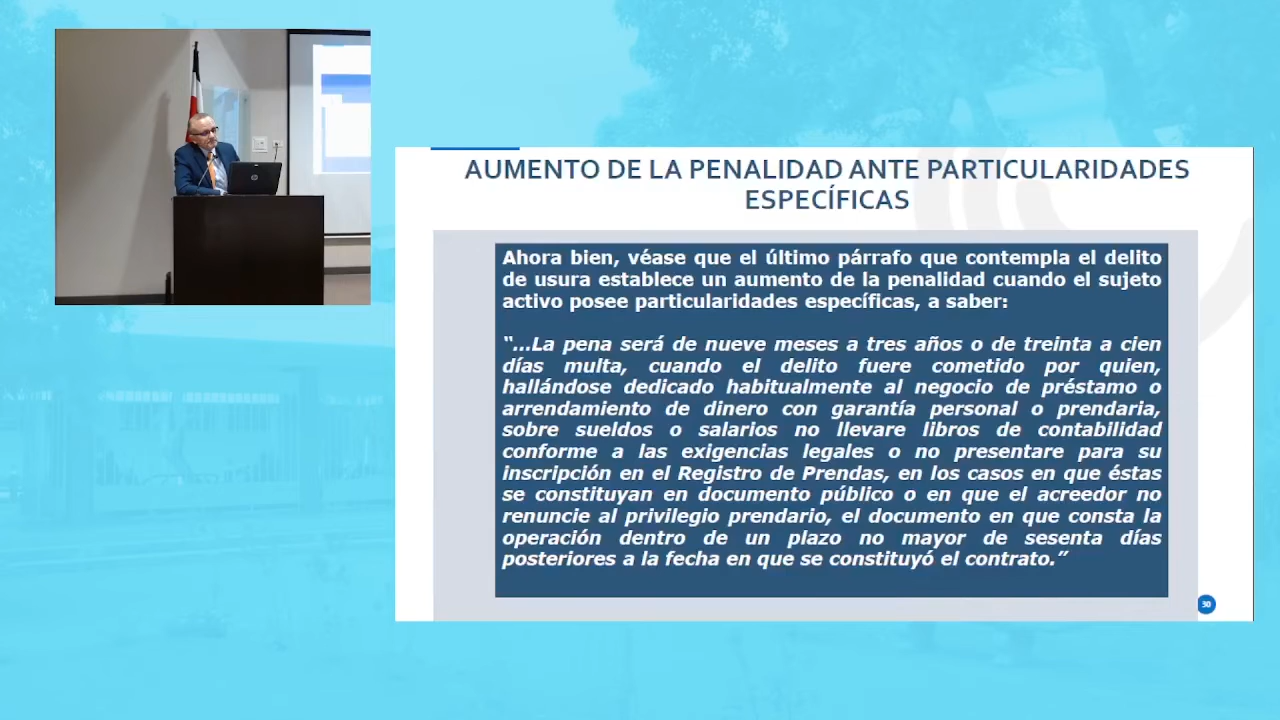 AUMENTO DE LA PENALIDAD ANTE PARTICULARIDADES
ESPECÍFICAS
Ahora bien, véase que el último párrafo que contempla el delito
de usura establece un aumento de la penalidad cuando el sujeto
activo posee particularidades específicas, a saber:
“...La pena será de nueve meses a tres años o de treinta a cien
días multa, cuando el delito fuere cometido por quien,
hallándose dedicado habitualmente al negocio de préstamo o
arrendamiento de dinero con garantía personal o prendaria,
sobre sueldos o salarios no llevare libros de contabilidad
conforme a las exigencias legales o no presentare para su
inscripción en el Registro de Prendas, en los casos en que éstas
se constituyan en documento público o en que el acreedor no
renuncie al privilegio prendario, el documento en que consta la
operación dentro de un plazo no mayor de sesenta días
posteriores a la fecha en que se constituyó el contrato.”
30